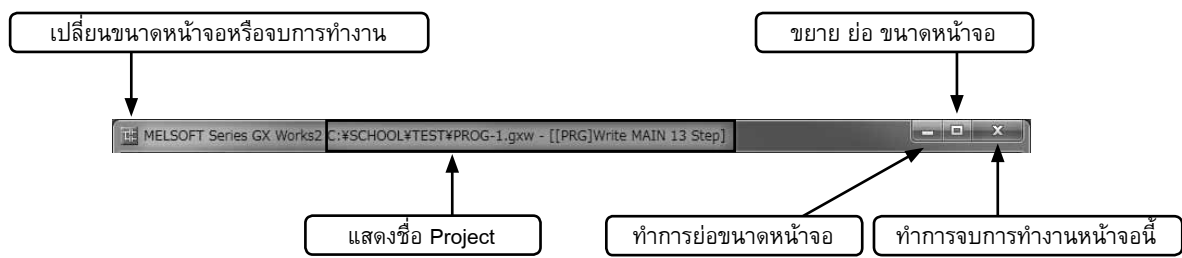 เปลี่ยนขนาดหน้าจอหรือจบการทำงาน
ขยาย ย่อ ขนาดหน้าจอ
MELSOFT Series GX Works2 C:¥SCHOOL¥TEST¥PROG-1.gxw - [[PRG]Write MAIN 13 Step]
แสดงชื่อ Project
ทำการย่อขนาดหน้าจอ
ทำการจบการทำงานหน้าจอนี้